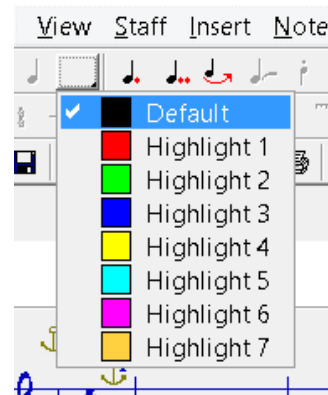 View Staff Insert Note
Default
Highlight 1
Highlight 2
Highlight 3
Highlight 4
Highlight 5
Highlight 6
Highlight 7